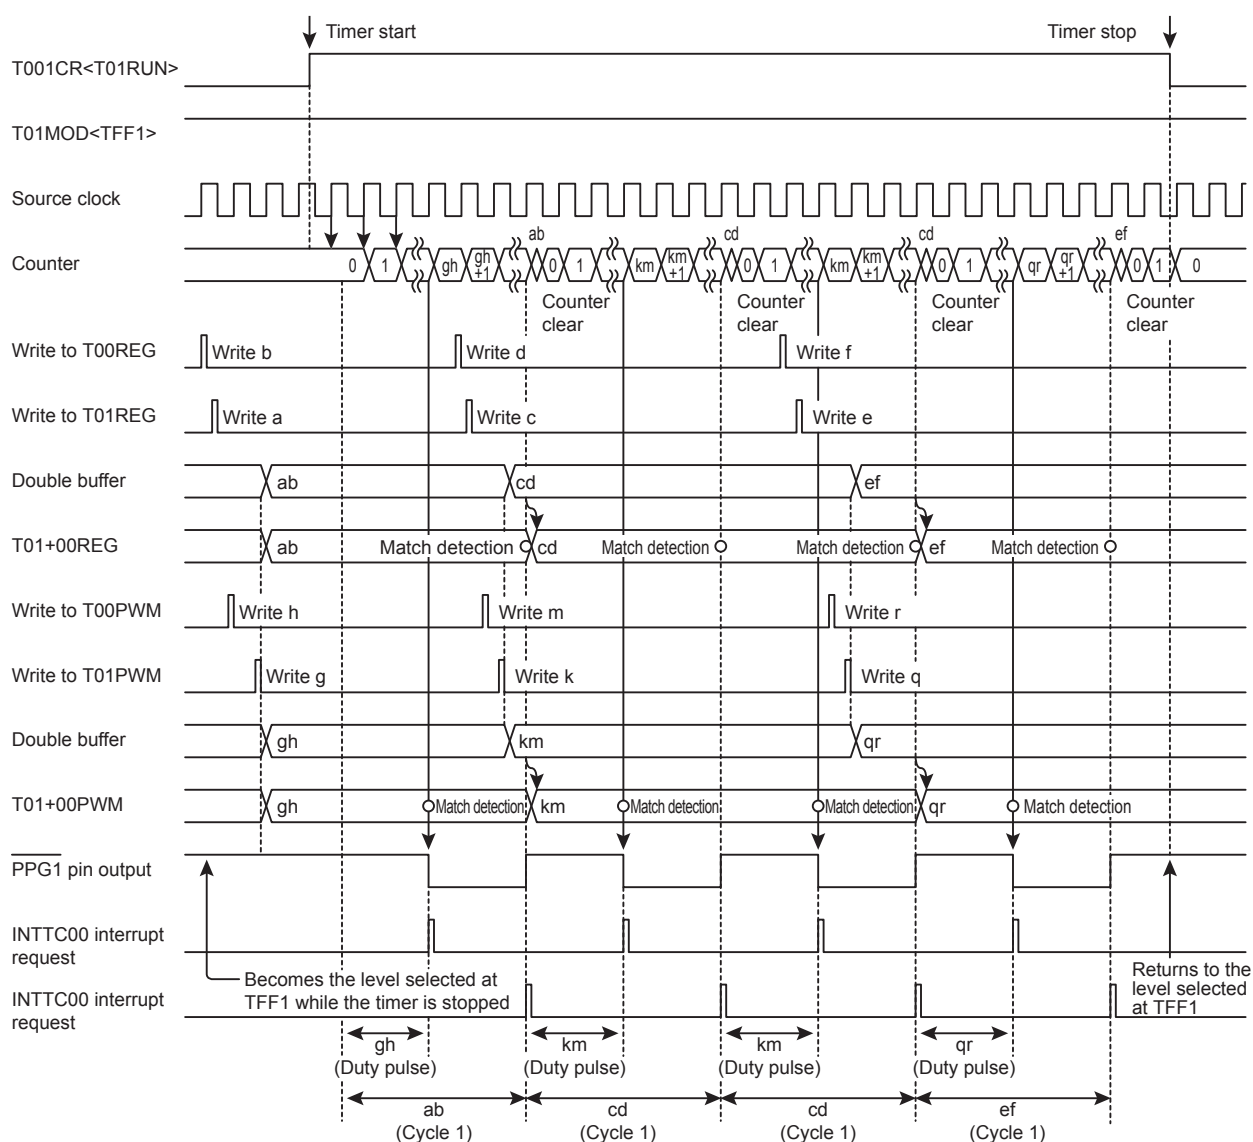 Timer start
Timer stop
T001CR<T01RUN>
T01MOD<TFF1>
Source clock
ab cd cd ef
Counter
0 1 gh gh+1 0 1 km km+1 0 1 km km+1 0 1 qr qr+1 0 1 0
Counter clear
Counter clear
Counter clear
Counter clear
Write to T00REG
Write b
Write d
Write f
Write to T01REG
Write a
Write c
Write e
Double buffer
ab
cd
ef
T01+00REG
ab
Match detection
cd
Match detection
Match detection
ef
Match detection
Write to T00PWM
Write h
Write m
Write r
Write to T01PWM
Write g
Write k
Write q
Double buffer
gh
km
qr
T01+00PWM
gh
Match detection
km
Match detection
Match detection
qr
Match detection
PPG1 pin output
INTTC00 interrupt
request
Becomes the level selected at
TFF1 while the timer is stopped
Returns to the
level selected
at TFF1
INTTC00 interrupt
request
gh
(Duty pulse)
km
(Duty pulse)
km
(Duty pulse)
qr
(Duty pulse)
ab
(Cycle 1)
cd
(Cycle 1)
cd
(Cycle 1)
ef
(Cycle 1)